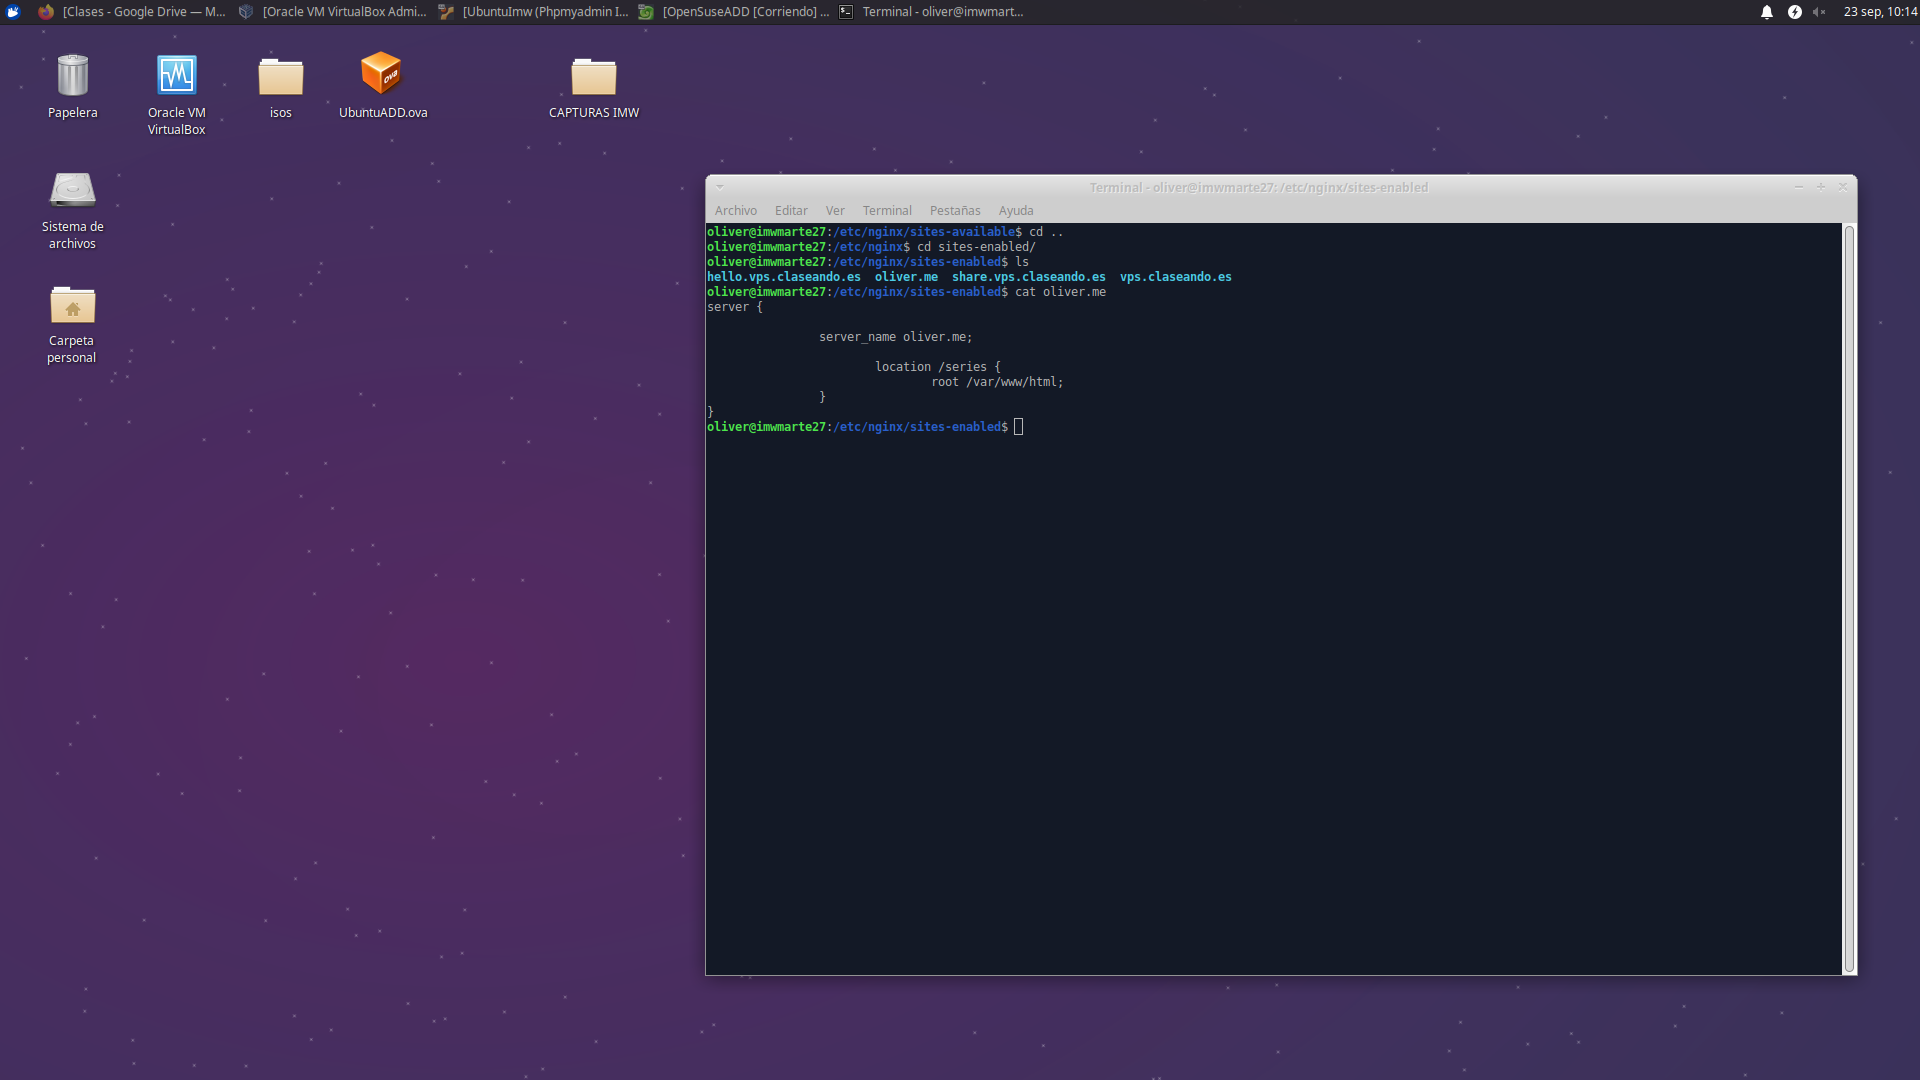 [Clases - Google Drive — M...
[Oracle VM VirtualBox Admi...
[UbuntuImw (Phpmyadmin I...
[OpenSuseADD [Corriendo] ...
Terminal - oliver@imwmart...
23 sep, 10:14
Papelera
Oracle VM
VirtualBox
isos
OVA
UbuntuADD.ova
CAPTURAS IMW
Sistema de
archivos
Carpeta
personal
Terminal - oliver@imwmarte27: /etc/nginx/sites-enabled
Archivo Editar Ver Terminal Pestañas Ayuda
oliver@imwmarte27:/etc/nginx/sites-available$ cd ..
oliver@imwmarte27:/etc/nginx$ cd sites-enabled/
oliver@imwmarte27:/etc/nginx/sites-enabled$ ls
hello.vps.claseando.es  oliver.me  share.vps.claseando.es  vps.claseando.es
oliver@imwmarte27:/etc/nginx/sites-enabled$ cat oliver.me
server {
server_name oliver.me;
location /series {
root /var/www/html;
}
}
oliver@imwmarte27:/etc/nginx/sites-enabled$